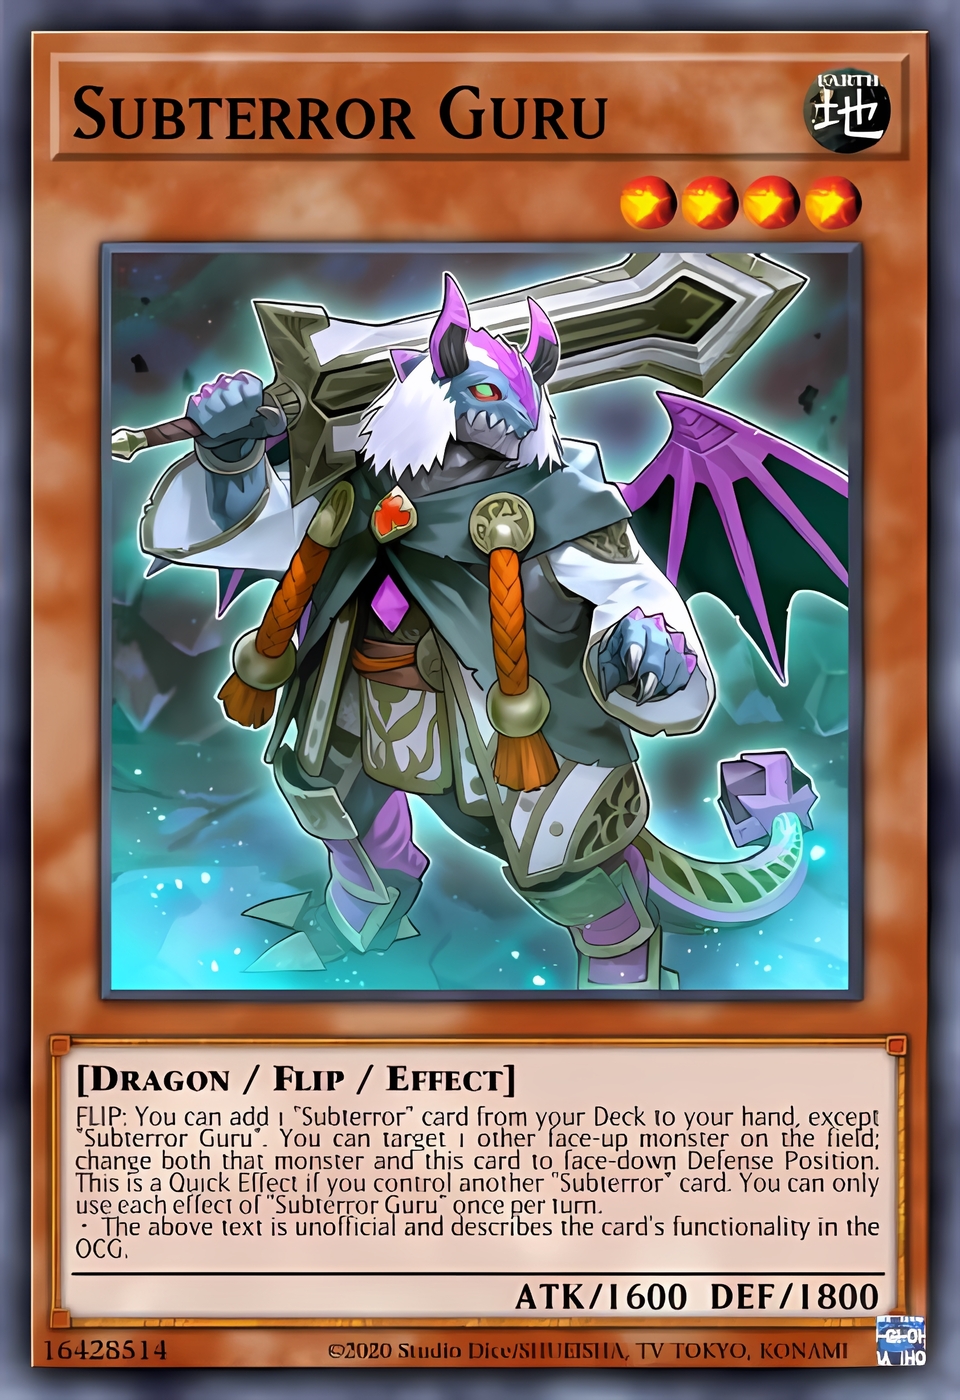 SUBTERROR GURU
EARTH
地
[DRAGON / FLIP / EFFECT]
FLIP: You can add 1 "Subterror" card from your Deck to your hand, except
"Subterror Guru". You can target 1 other face-up monster on the field;
change both that monster and this card to face-down Defense Position.
This is a Quick Effect if you control another "Subterror" card. You can only
use each effect of "Subterror Guru" once per turn.
· The above text is unofficial and describes the card's functionality in the
OCG.
ATK/1600 DEF/1800
16428514
©2020 Studio Dice/SHUEISHA, TV TOKYO, KONAMI